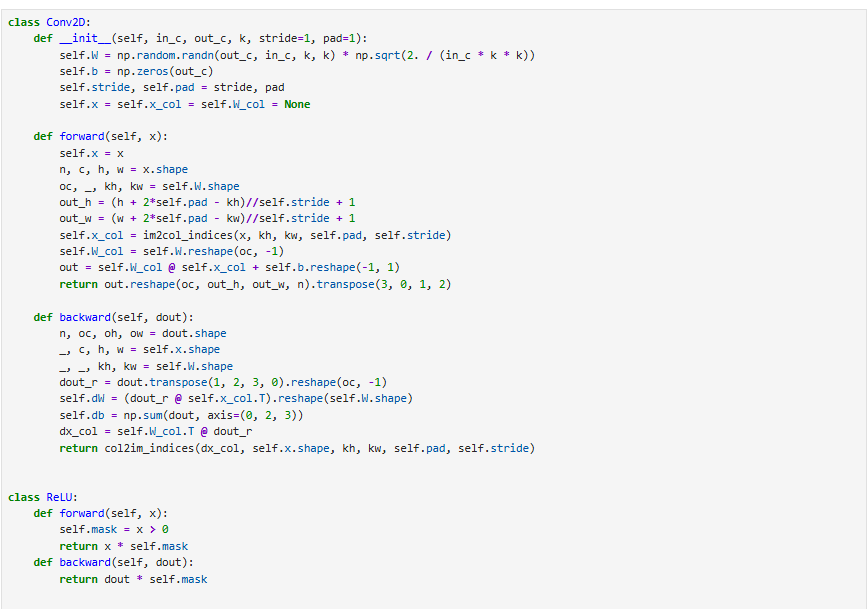 class Conv2D:
    def __init__(self, in_c, out_c, k, stride=1, pad=1):
        self.W = np.random.randn(out_c, in_c, k, k) * np.sqrt(2. / (in_c * k * k))
        self.b = np.zeros(out_c)
        self.stride, self.pad = stride, pad
        self.x = self.x_col = self.W_col = None

    def forward(self, x):
        self.x = x
        n, c, h, w = x.shape
        oc, _, kh, kw = self.W.shape
        out_h = (h + 2*self.pad - kh)//self.stride + 1
        out_w = (w + 2*self.pad - kw)//self.stride + 1
        self.x_col = im2col_indices(x, kh, kw, self.pad, self.stride)
        self.W_col = self.W.reshape(oc, -1)
        out = self.W_col @ self.x_col + self.b.reshape(-1, 1)
        return out.reshape(oc, out_h, out_w, n).transpose(3, 0, 1, 2)

    def backward(self, dout):
        n, oc, oh, ow = dout.shape
        _, c, h, w = self.x.shape
        _, _, kh, kw = self.W.shape
        dout_r = dout.transpose(1, 2, 3, 0).reshape(oc, -1)
        self.dW = (dout_r @ self.x_col.T).reshape(self.W.shape)
        self.db = np.sum(dout, axis=(0, 2, 3))
        dx_col = self.W_col.T @ dout_r
        return col2im_indices(dx_col, self.x.shape, kh, kw, self.pad, self.stride)


class ReLU:
    def forward(self, x):
        self.mask = x > 0
        return x * self.mask
    def backward(self, dout):
        return dout * self.mask